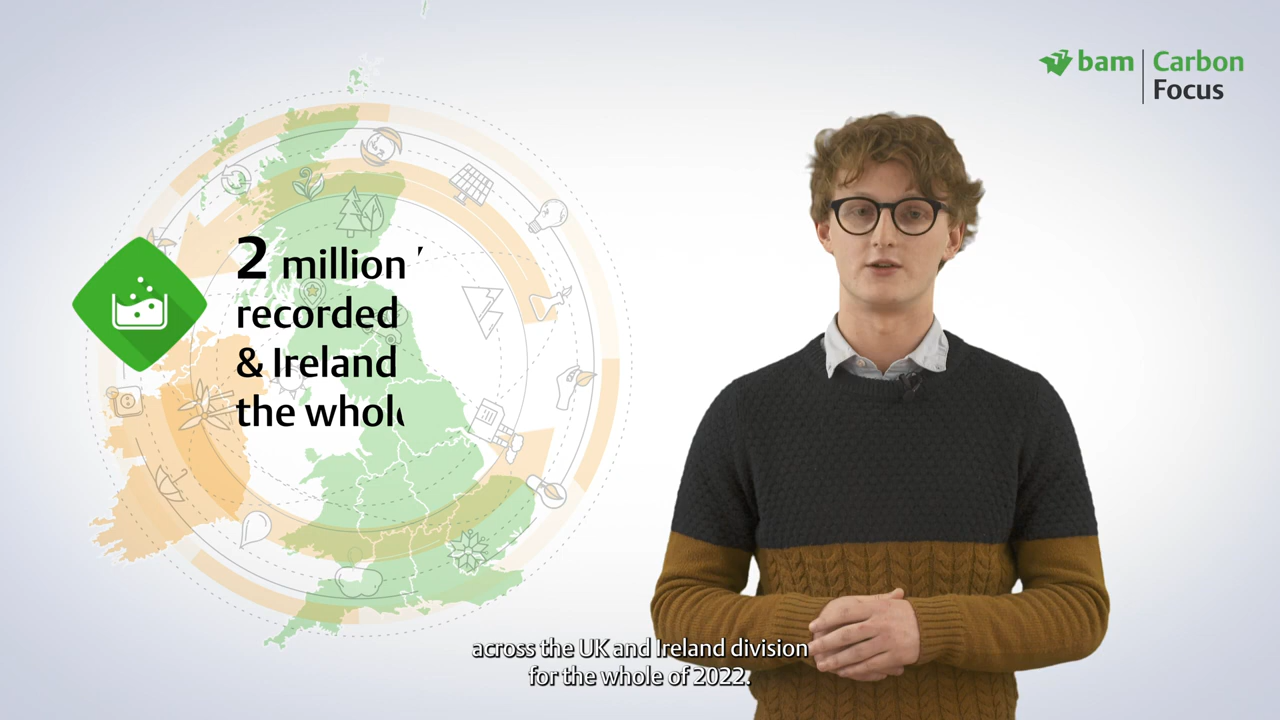 bam
Carbon
Focus
2 million
recorded
& Ireland
the whole
across the UK and Ireland division
for the whole of 2022.